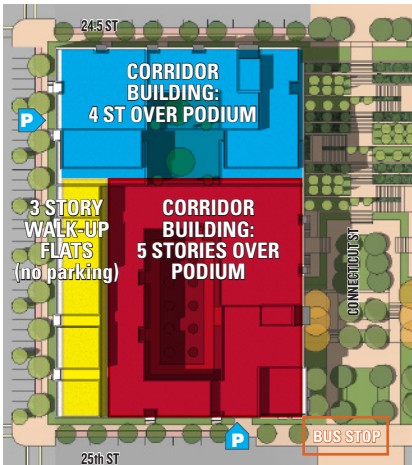 24.5 ST
CORRIDOR
BUILDING:
4 ST OVER PODIUM
P
3 STORY
WALK-UP
FLATS
(no parking)
CORRIDOR
BUILDING:
5 STORIES OVER
PODIUM
CONNECTICUT ST
P
BUS STOP
25th ST